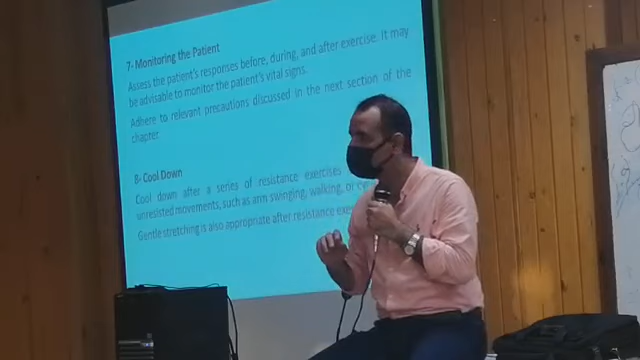 7- Monitoring the Patient
Assess the patient's responses before, during, and after exercise. It may
be advisable to monitor the patient's vital signs.
Adhere to relevant precautions discussed in the next section of the
chapter.
8- Cool Down
Cool down after a series of resistance exercises
unresisted movements, such as arm swinging, walking, or
Gentle stretching is also appropriate after resistance